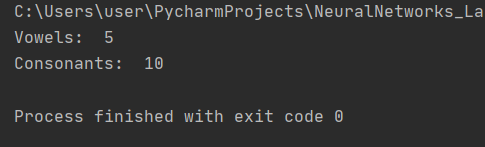 C:\Users\user\PycharmProjects\NeuralNetworks_La
Vowels:  5
Consonants:  10
Process finished with exit code 0